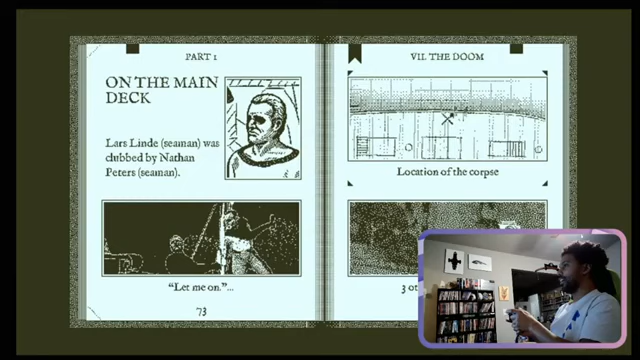 PART 1
ON THE MAIN
DECK
Lars Linde (seaman) was
clubbed by Nathan
Peters (seaman).
"Let me on."...
73
VII. THE DOOM
Location of the corpse
3